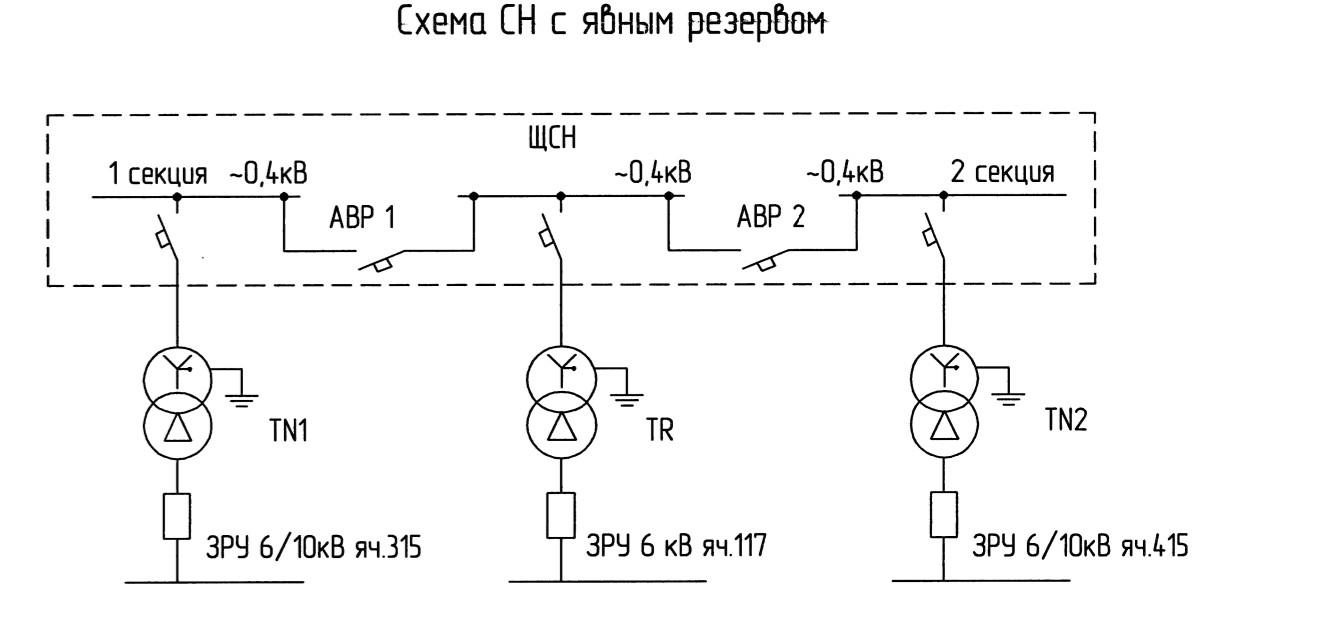 Схема СН с явным резервом
ЩСН
1 секция ~0,4кВ
~0,4кВ
~0,4кВ
2 секция
АВР 1
АВР 2
TN1
TR
TN2
ЗРУ 6/10кВ яч.315
ЗРУ 6 кВ яч.117
ЗРУ 6/10кВ яч.415